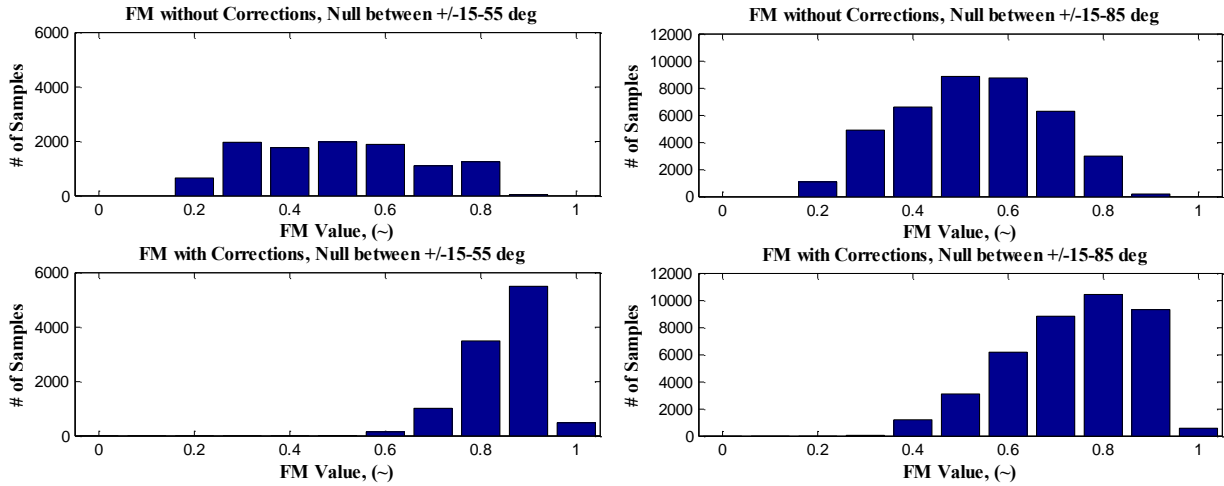 FM without Corrections, Null between +/-15-55 deg
# of Samples
6000
4000
2000
0
0 0.2 0.4 0.6 0.8 1
FM Value, (~)
FM without Corrections, Null between +/-15-85 deg
# of Samples
12000
10000
8000
6000
4000
2000
0
0 0.2 0.4 0.6 0.8 1
FM Value, (~)
FM with Corrections, Null between +/-15-55 deg
# of Samples
6000
4000
2000
0
0 0.2 0.4 0.6 0.8 1
FM Value, (~)
FM with Corrections, Null between +/-15-85 deg
# of Samples
12000
10000
8000
6000
4000
2000
0
0 0.2 0.4 0.6 0.8 1
FM Value, (~)